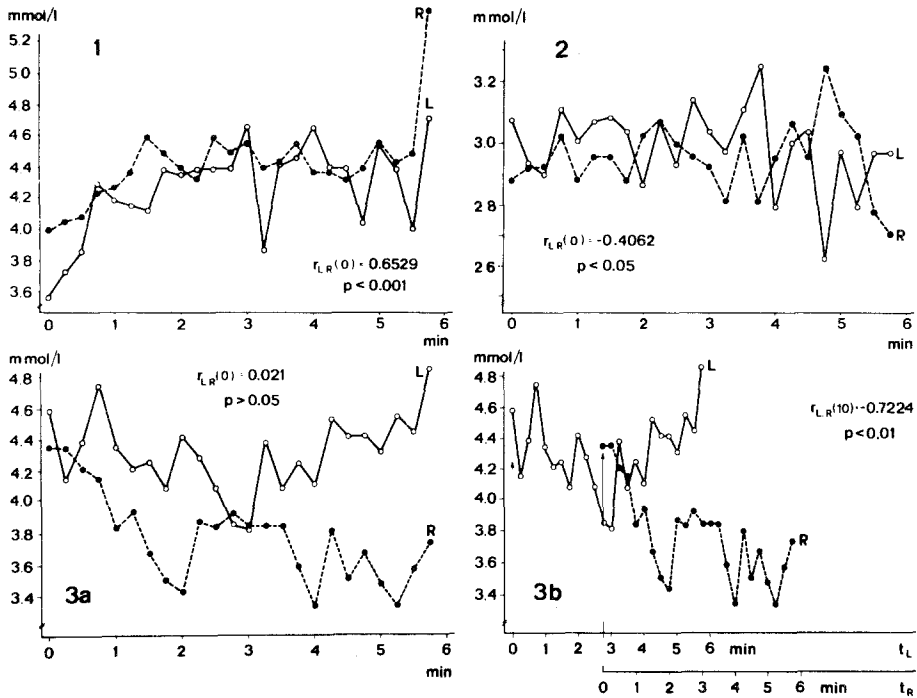 mmol/l
1
R
L
5.2
5.0
4.8
4.6
4.4
4.2
4.0
3.8
3.6
r L R (0) = 0.6529
p < 0.001
0 1 2 3 4 5 6
min
mmol/l
2
3.2
3.0
2.8
2 6
L
R
r L R (0) = -0.4062
p < 0.05
0 1 2 3 4 5 6
min
mmol/l
4.8
4.6
4.4
4.2
4.0
3.8
3.6
3.4
r L R (0) = 0.021
p > 0.05
L
R
3a
0 1 2 3 4 5 6
min
mmol/l
4.8
4.6
4.4
4.2
4.0
3.8
3.6
3.4
L
r L R (10) = -0.7224
p < 0.01
R
3b
0 1 2 3 4 5 6 min t L
0 1 2 3 4 5 6 min t R